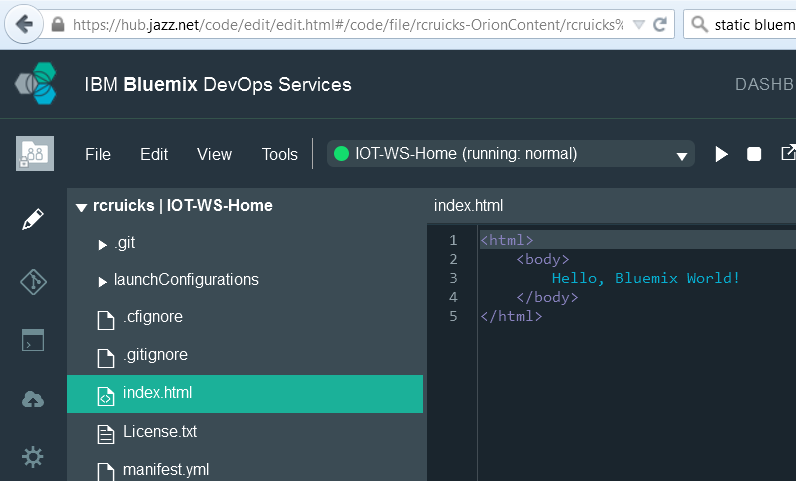 https://hub.jazz.net/code/edit/edit.html#/code/file/rcruicks-OrionContent/rcruicks%
static bluem
IBM Bluemix DevOps Services
DASHB
File Edit View Tools
IOT-WS-Home (running: normal)
rcruicks | IOT-WS-Home
index.html
.git
launchConfigurations
.cfignore
.gitignore
index.html
License.txt
manifest.yml
1 <html>
2 <body>
3 Hello, Bluemix World!
4 </body>
5 </html>